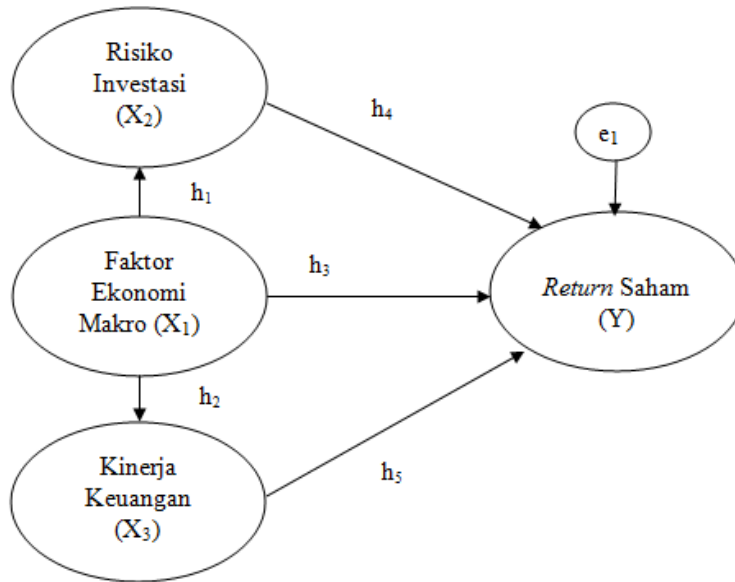 Risiko
Investasi
(X₂)
h₄
e₁
h₁
Faktor
Ekonomi
Makro (X₁)
h₃
Return Saham
(Y)
h₂
Kinerja
Keuangan
(X₃)
h₅